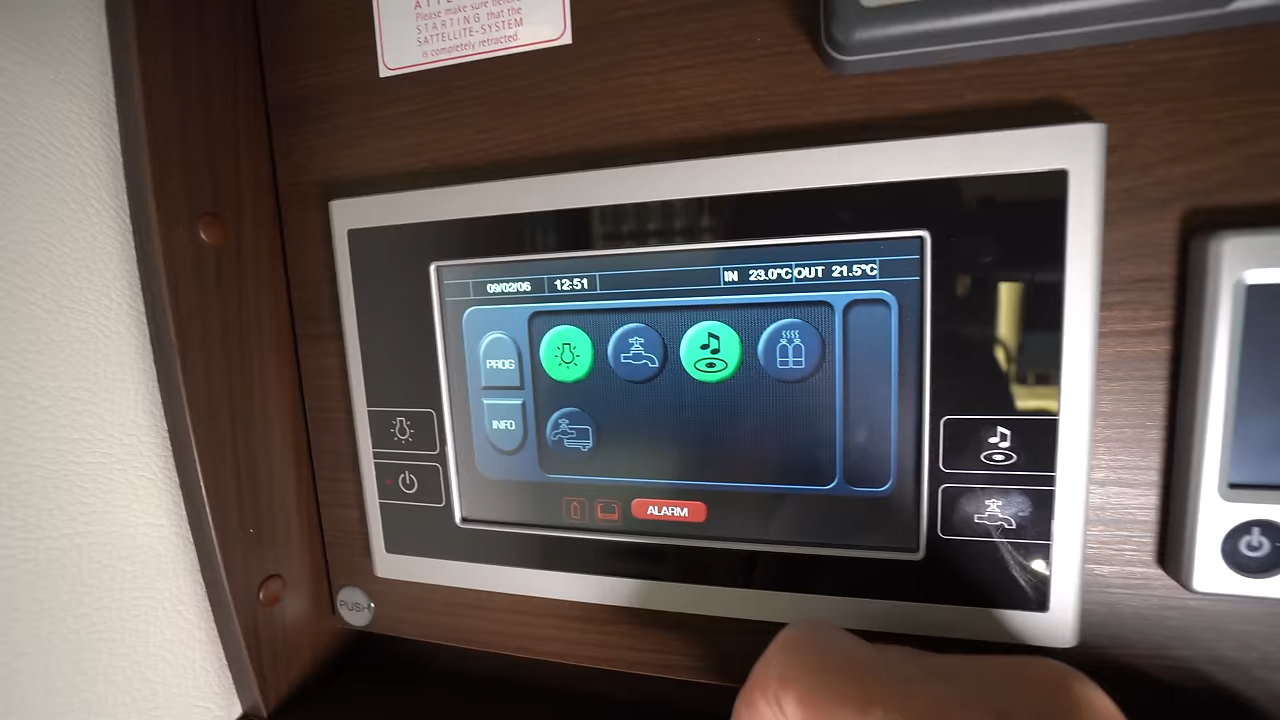 Please make sure before
STARTING that the
SATTELLITE-SYSTEM
is completely retracted.
09/02/06 12:51 IN 23.0°C OUT 21.5°C
PROG
INFO
ALARM
PUSH